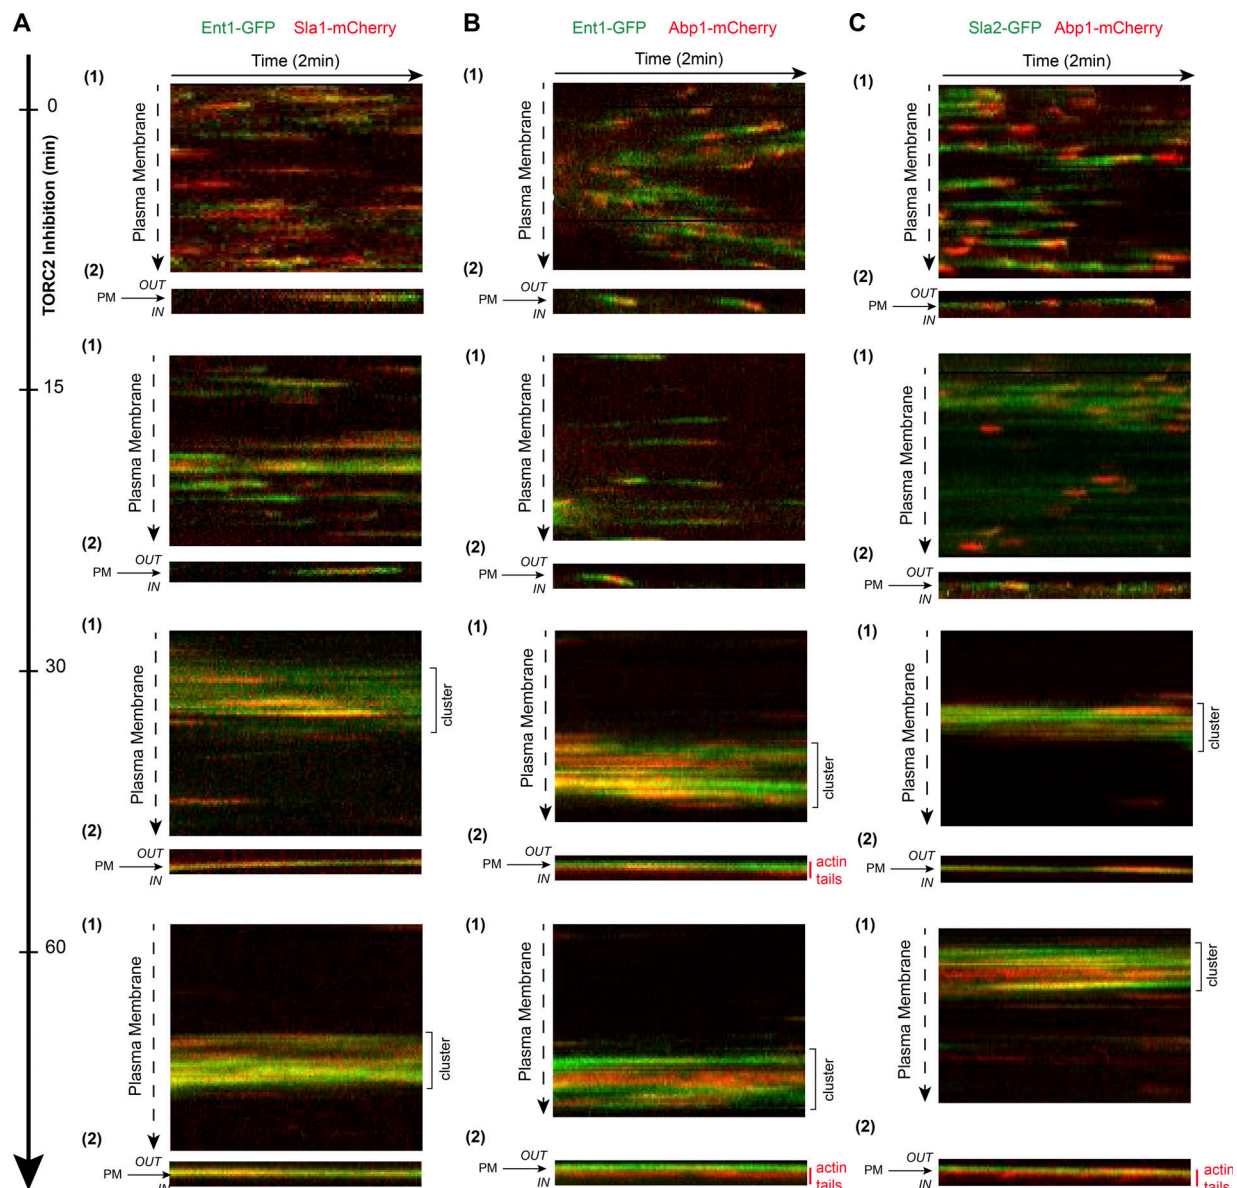 A
Ent1-GFP Sla1-mCherry
B
Ent1-GFP Abp1-mCherry
C
Sla2-GFP Abp1-mCherry
TORC2 Inhibition (min)
0
15
30
60
Time (2min)
(1)
Plasma Membrane
(2)
OUT
PM
IN
(1)
Plasma Membrane
(2)
OUT
PM
IN
(1)
Plasma Membrane
cluster
(2)
OUT
PM
IN
(1)
Plasma Membrane
cluster
(2)
OUT
PM
IN
Time (2min)
(1)
Plasma Membrane
(2)
OUT
PM
IN
(1)
Plasma Membrane
(2)
OUT
PM
IN
(1)
Plasma Membrane
cluster
(2)
OUT
PM
IN
actin
tails
(1)
Plasma Membrane
cluster
(2)
OUT
PM
IN
actin
tails
Time (2min)
(1)
Plasma Membrane
(2)
OUT
PM
IN
(1)
Plasma Membrane
(2)
OUT
PM
IN
(1)
Plasma Membrane
cluster
(2)
OUT
PM
IN
(1)
Plasma Membrane
cluster
(2)
OUT
PM
IN
actin
tails